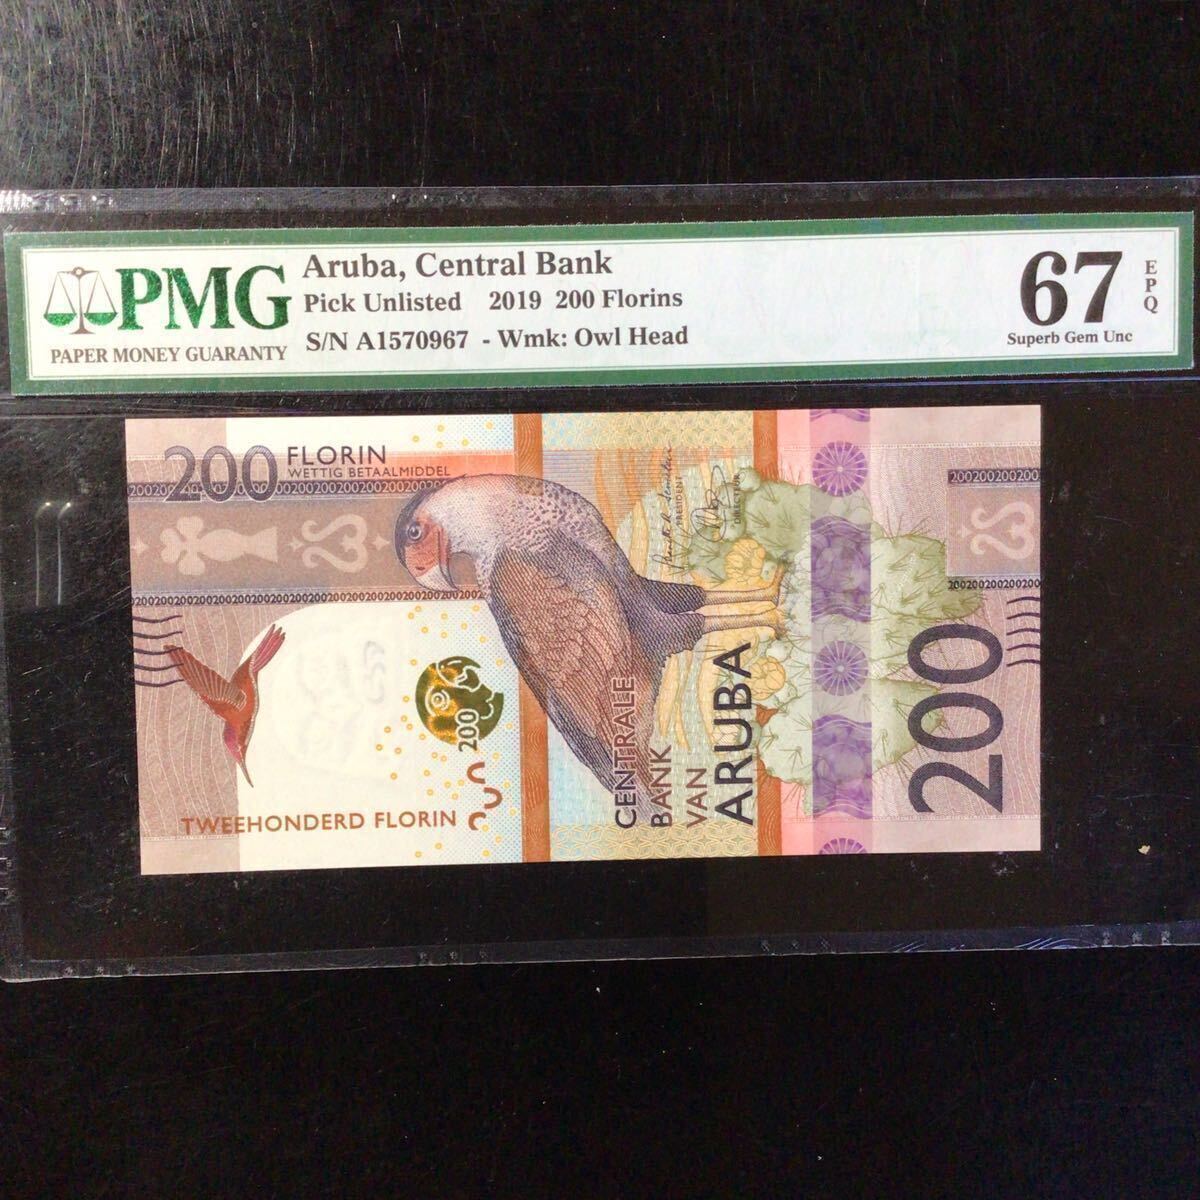 PMG
PAPER MONEY GUARANTY
Aruba, Central Bank
Pick Unlisted 2019 200 Florins
S/N A1570967 - Wmk: Owl Head
67
EPQ
Superb Gem Unc
200 FLORIN
WETTIG BETAALMIDDEL
PRESIDENT
DIRECTEUR
200
TWEEHONDERD FLORIN
CENTRALE
BANK
VAN
ARUBA
200